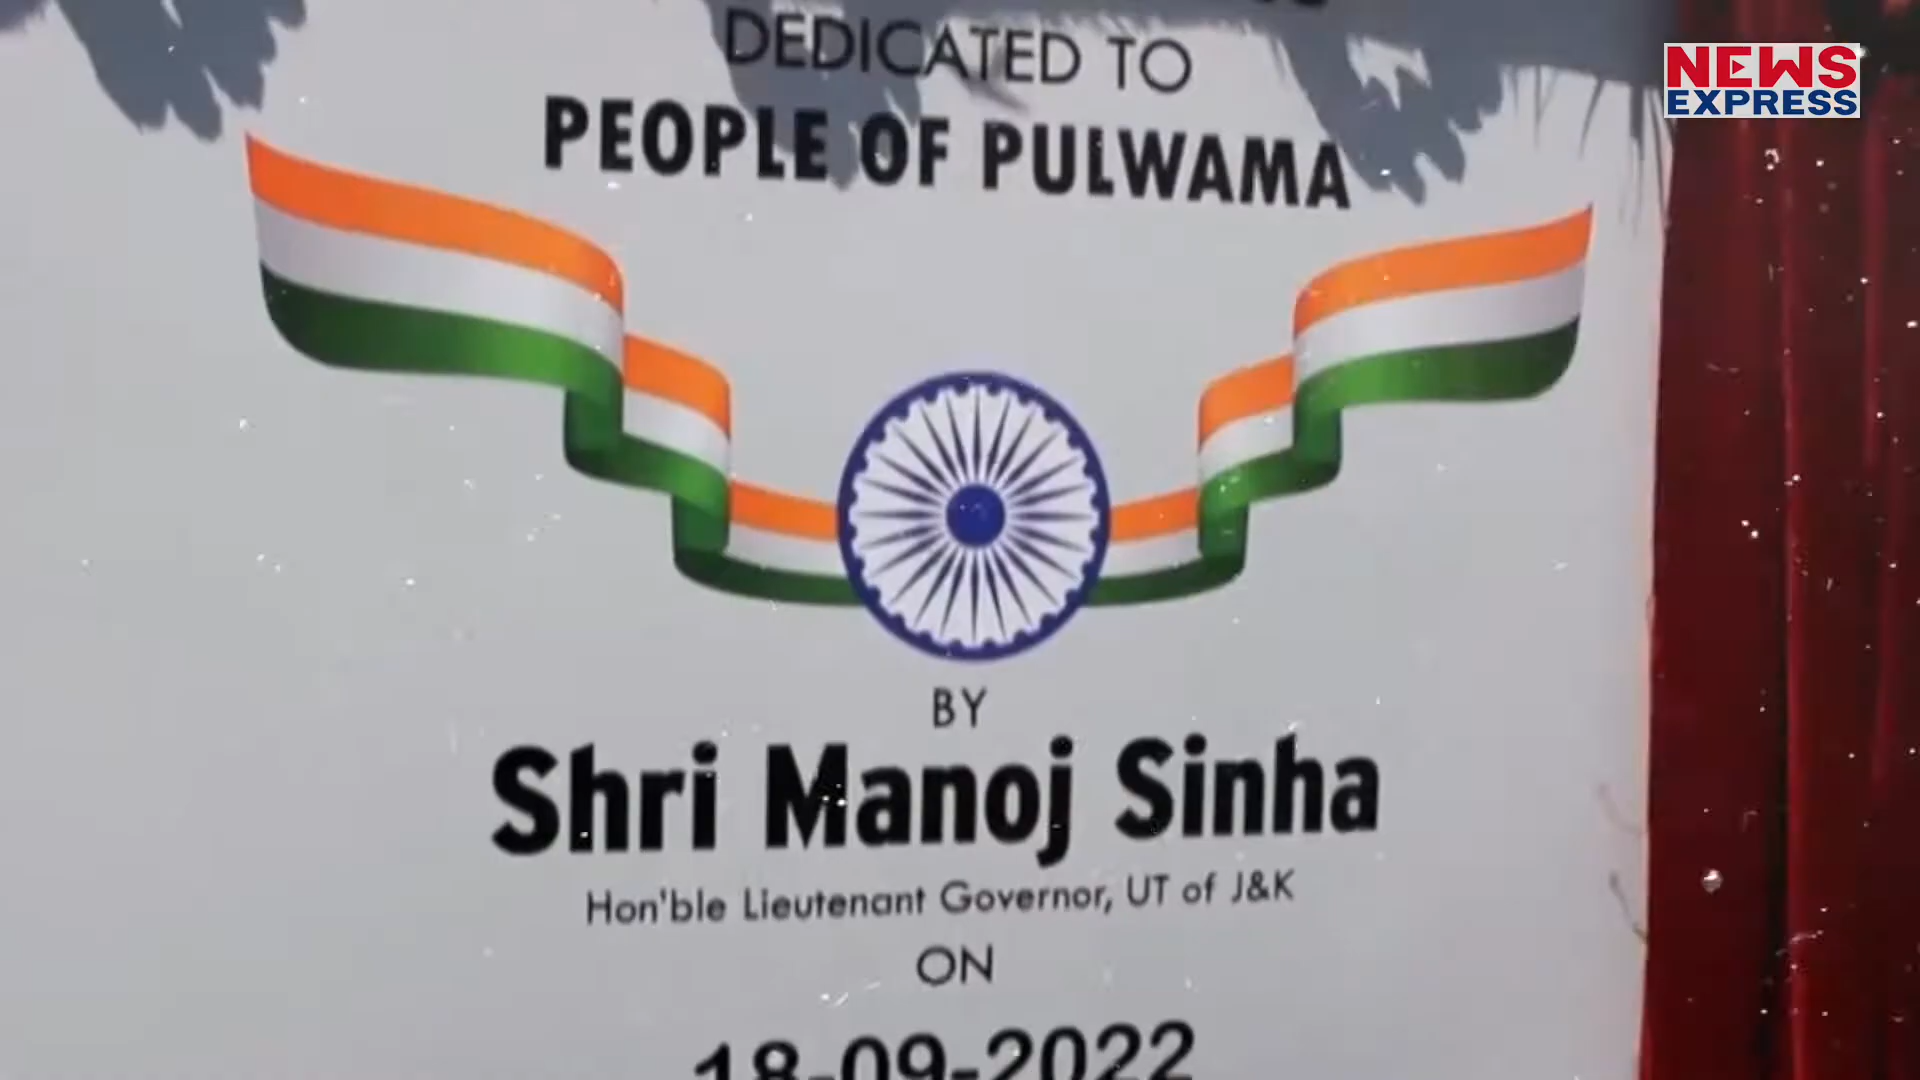 DEDICATED TO
PEOPLE OF PULWAMA
BY
Shri Manoj Sinha
Hon'ble Lieutenant Governor, UT of J&K
ON
18-09-2022
NEWS
EXPRESS